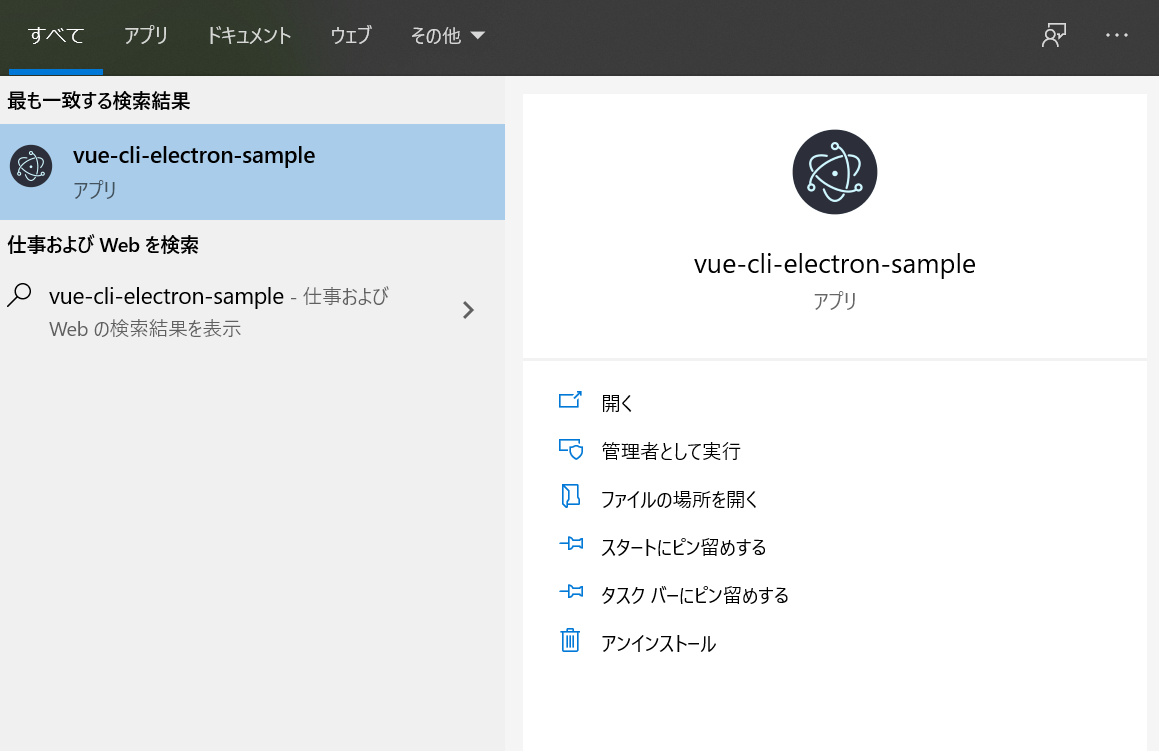 すべて アプリ ドキュメント ウェブ その他
最も一致する検索結果
vue-cli-electron-sample
アプリ
仕事および Web を検索
vue-cli-electron-sample - 仕事および
Web の検索結果を表示
vue-cli-electron-sample
アプリ
開く
管理者として実行
ファイルの場所を開く
スタートにピン留めする
タスク バーにピン留めする
アンインストール